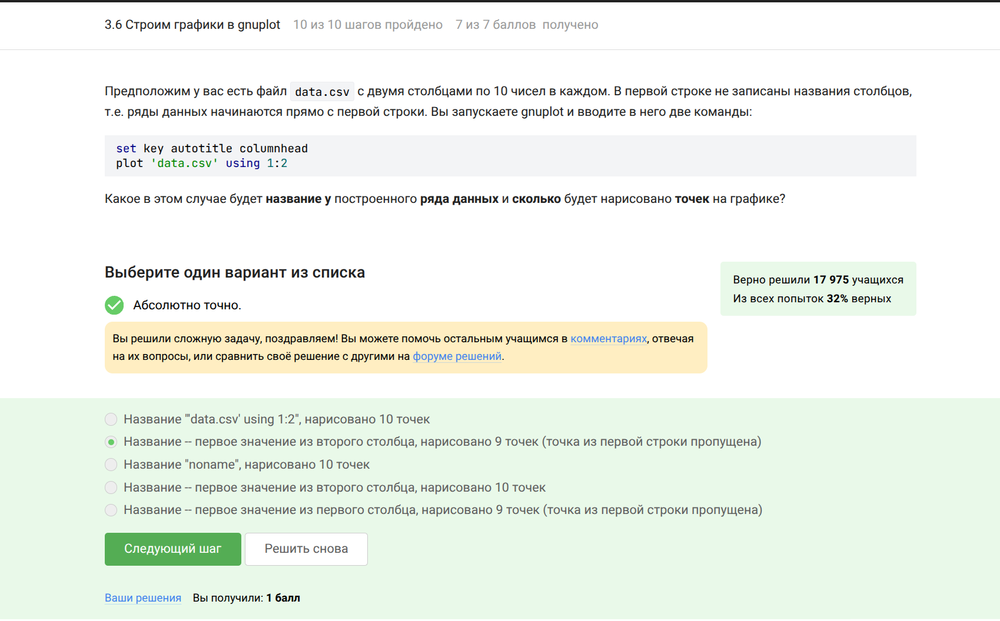 3.6 Строим графики в gnuplot 10 из 10 шагов пройдено 7 из 7 баллов получено
Предположим у вас есть файл data.csv с двумя столбцами по 10 чисел в каждом. В первой строке не записаны названия столбцов,
т.е. ряды данных начинаются прямо с первой строки. Вы запускаете gnuplot и вводите в него две команды:
set key autotitle columnhead
plot 'data.csv' using 1:2
Какое в этом случае будет название у построенного ряда данных и сколько будет нарисовано точек на графике?
Выберите один вариант из списка
Верно решили 17 975 учащихся
Из всех попыток 32% верных
Абсолютно точно.
Вы решили сложную задачу, поздравляем! Вы можете помочь остальным учащимся в комментариях, отвечая
на их вопросы, или сравнить своё решение с другими на форуме решений.
Название "'data.csv' using 1:2", нарисовано 10 точек
Название -- первое значение из второго столбца, нарисовано 9 точек (точка из первой строки пропущена)
Название "noname", нарисовано 10 точек
Название -- первое значение из второго столбца, нарисовано 10 точек
Название -- первое значение из первого столбца, нарисовано 9 точек (точка из первой строки пропущена)
Следующий шаг Решить снова
Ваши решения Вы получили: 1 балл